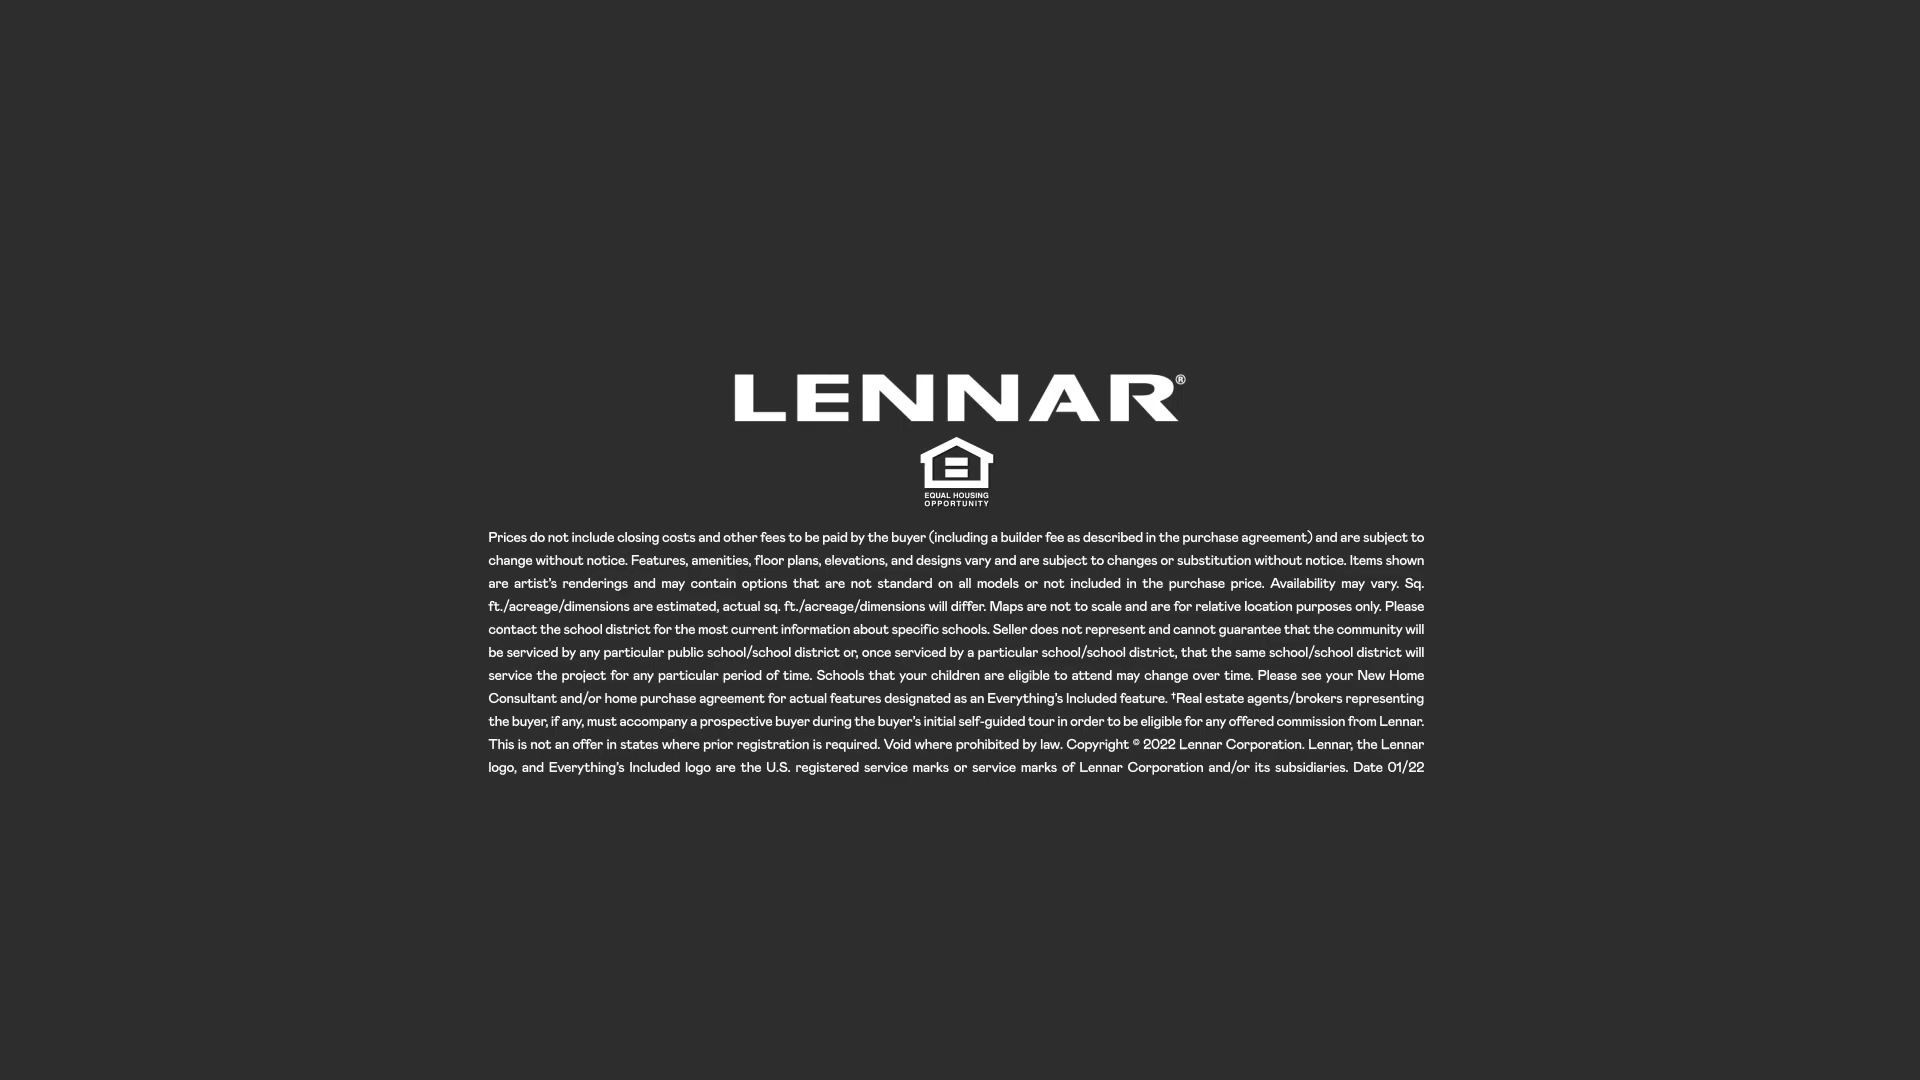 LENNAR®
EQUAL HOUSING
OPPORTUNITY
Prices do not include closing costs and other fees to be paid by the buyer (including a builder fee as described in the purchase agreement) and are subject to
change without notice. Features, amenities, floor plans, elevations, and designs vary and are subject to changes or substitution without notice. Items shown
are artist's renderings and may contain options that are not standard on all models or not included in the purchase price. Availability may vary. Sq.
ft./acreage/dimensions are estimated, actual sq. ft./acreage/dimensions will differ. Maps are not to scale and are for relative location purposes only. Please
contact the school district for the most current information about specific schools. Seller does not represent and cannot guarantee that the community will
be serviced by any particular public school/school district or, once serviced by a particular school/school district, that the same school/school district will
service the project for any particular period of time. Schools that your children are eligible to attend may change over time. Please see your New Home
Consultant and/or home purchase agreement for actual features designated as an Everything's Included feature. †Real estate agents/brokers representing
the buyer, if any, must accompany a prospective buyer during the buyer's initial self-guided tour in order to be eligible for any offered commission from Lennar.
This is not an offer in states where prior registration is required. Void where prohibited by law. Copyright © 2022 Lennar Corporation. Lennar, the Lennar
logo, and Everything's Included logo are the U.S. registered service marks or service marks of Lennar Corporation and/or its subsidiaries. Date 01/22